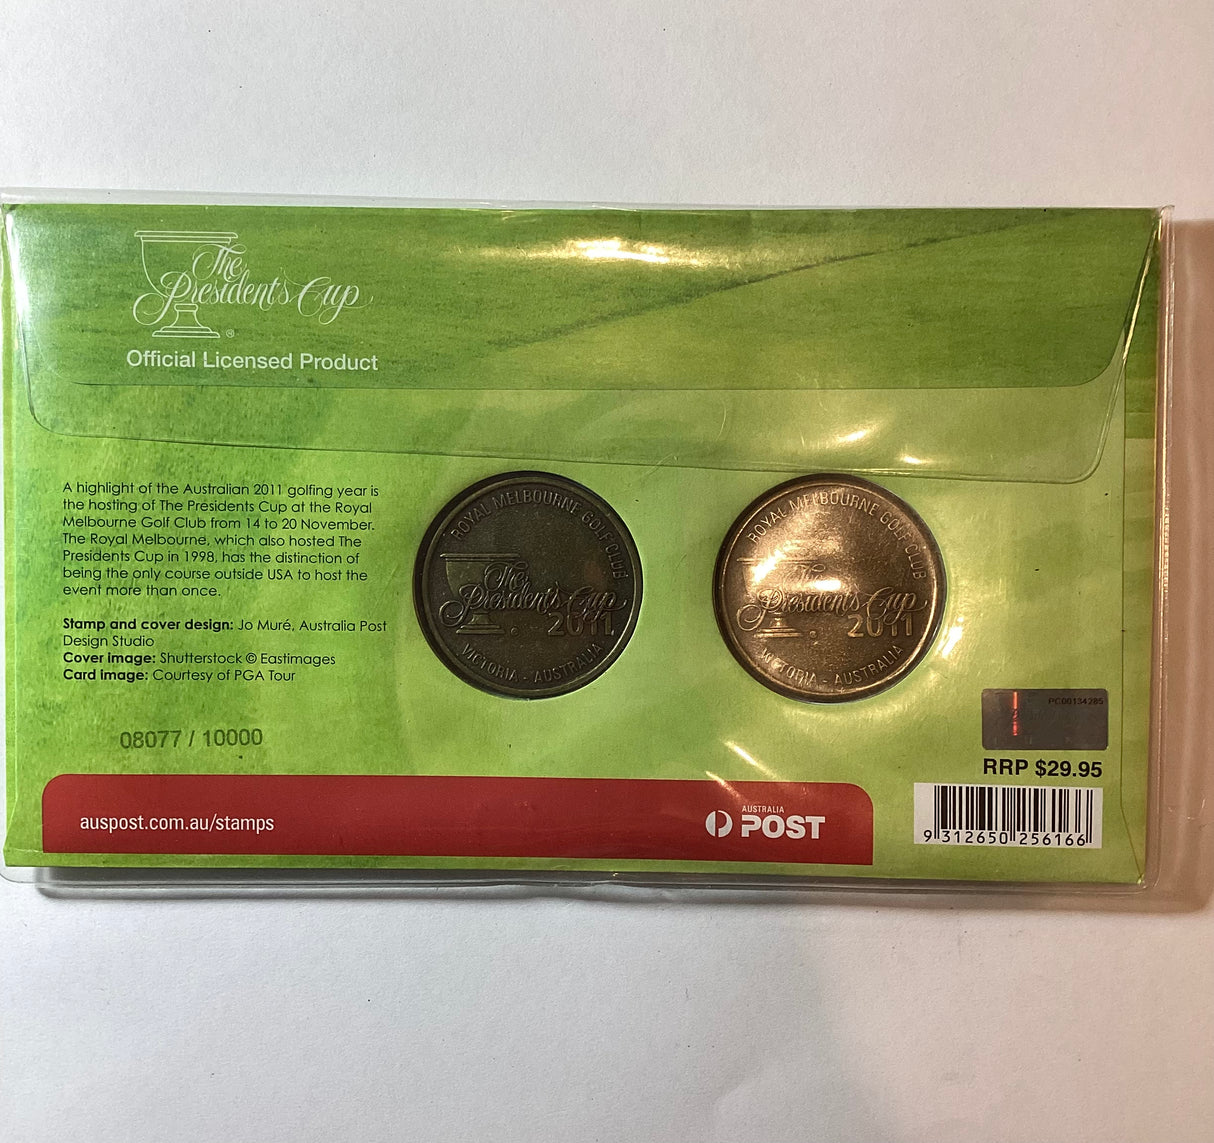 The
Presidents Cup
®
Official Licensed Product
A highlight of the Australian 2011 golfing year is
the hosting of The Presidents Cup at the Royal
Melbourne Golf Club from 14 to 20 November.
The Royal Melbourne, which also hosted The
Presidents Cup in 1998, has the distinction of
being the only course outside USA to host the
event more than once.
Stamp and cover design: Jo Muré, Australia Post
Design Studio
Cover image: Shutterstock © Eastimages
Card image: Courtesy of PGA Tour
08077 / 10000
ROYAL MELBOURNE GOLF CLUB
The
Presidents Cup
2011
VICTORIA - AUSTRALIA
ROYAL MELBOURNE GOLF CLUB
The
Presidents Cup
2011
VICTORIA - AUSTRALIA
PC00134285
RRP $29.95
9 312650 256166
auspost.com.au/stamps
AUSTRALIA
POST